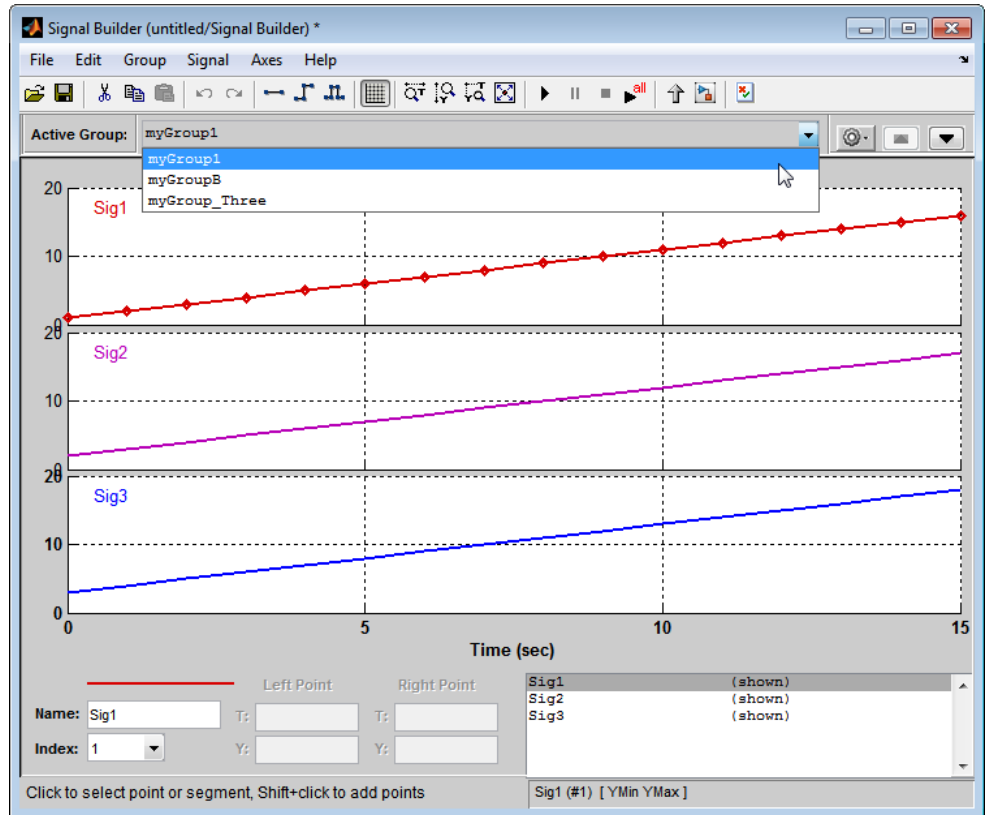 Signal Builder (untitled/Signal Builder) *
File Edit Group Signal Axes Help
all
Active Group: myGroup1
myGroup1
myGroupB
myGroup_Three
20
Sig1
10
0
20
Sig2
10
0
20
Sig3
10
0
0 5 10 15
Time (sec)
Left Point Right Point
Name: Sig1 T: T:
Index: 1 Y: Y:
Sig1 (shown)
Sig2 (shown)
Sig3 (shown)
Click to select point or segment, Shift+click to add points
Sig1 (#1) [ YMin YMax ]